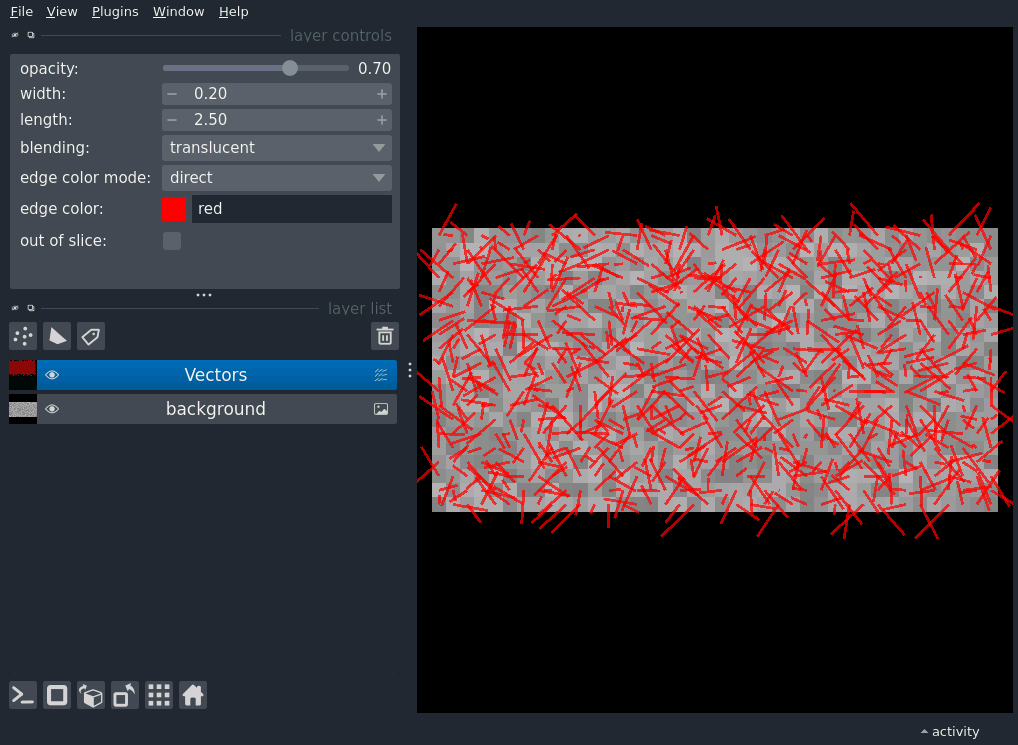 File View Plugins Window Help
layer controls
opacity: 0.70
width: − 0.20 +
length: − 2.50 +
blending: translucent
edge color mode: direct
edge color: red
out of slice:
layer list
Vectors
background
activity